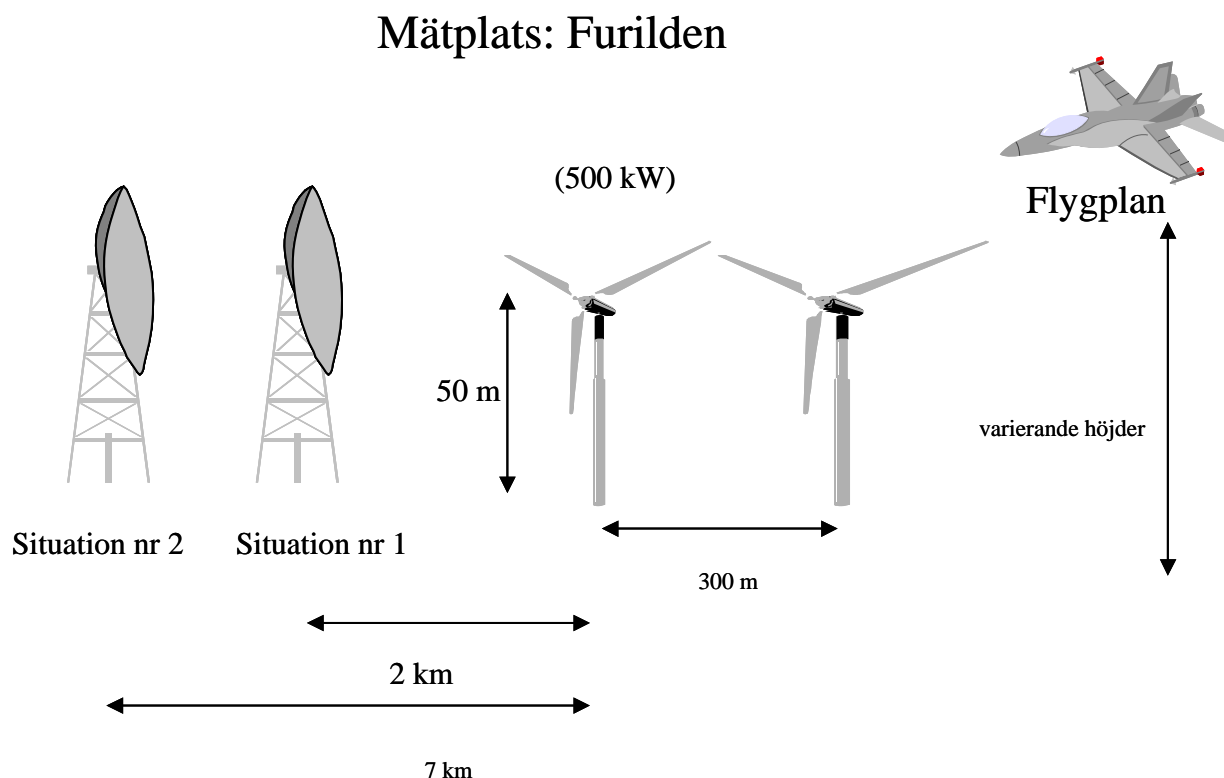 Mätplats: Furilden
(500 kW)
Flygplan
50 m
varierande höjder
Situation nr 2
Situation nr 1
300 m
2 km
7 km